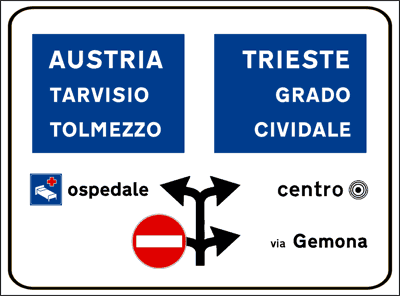 AUSTRIA
TARVISIO
TOLMEZZO
TRIESTE
GRADO
CIVIDALE
ospedale
centro
via Gemona